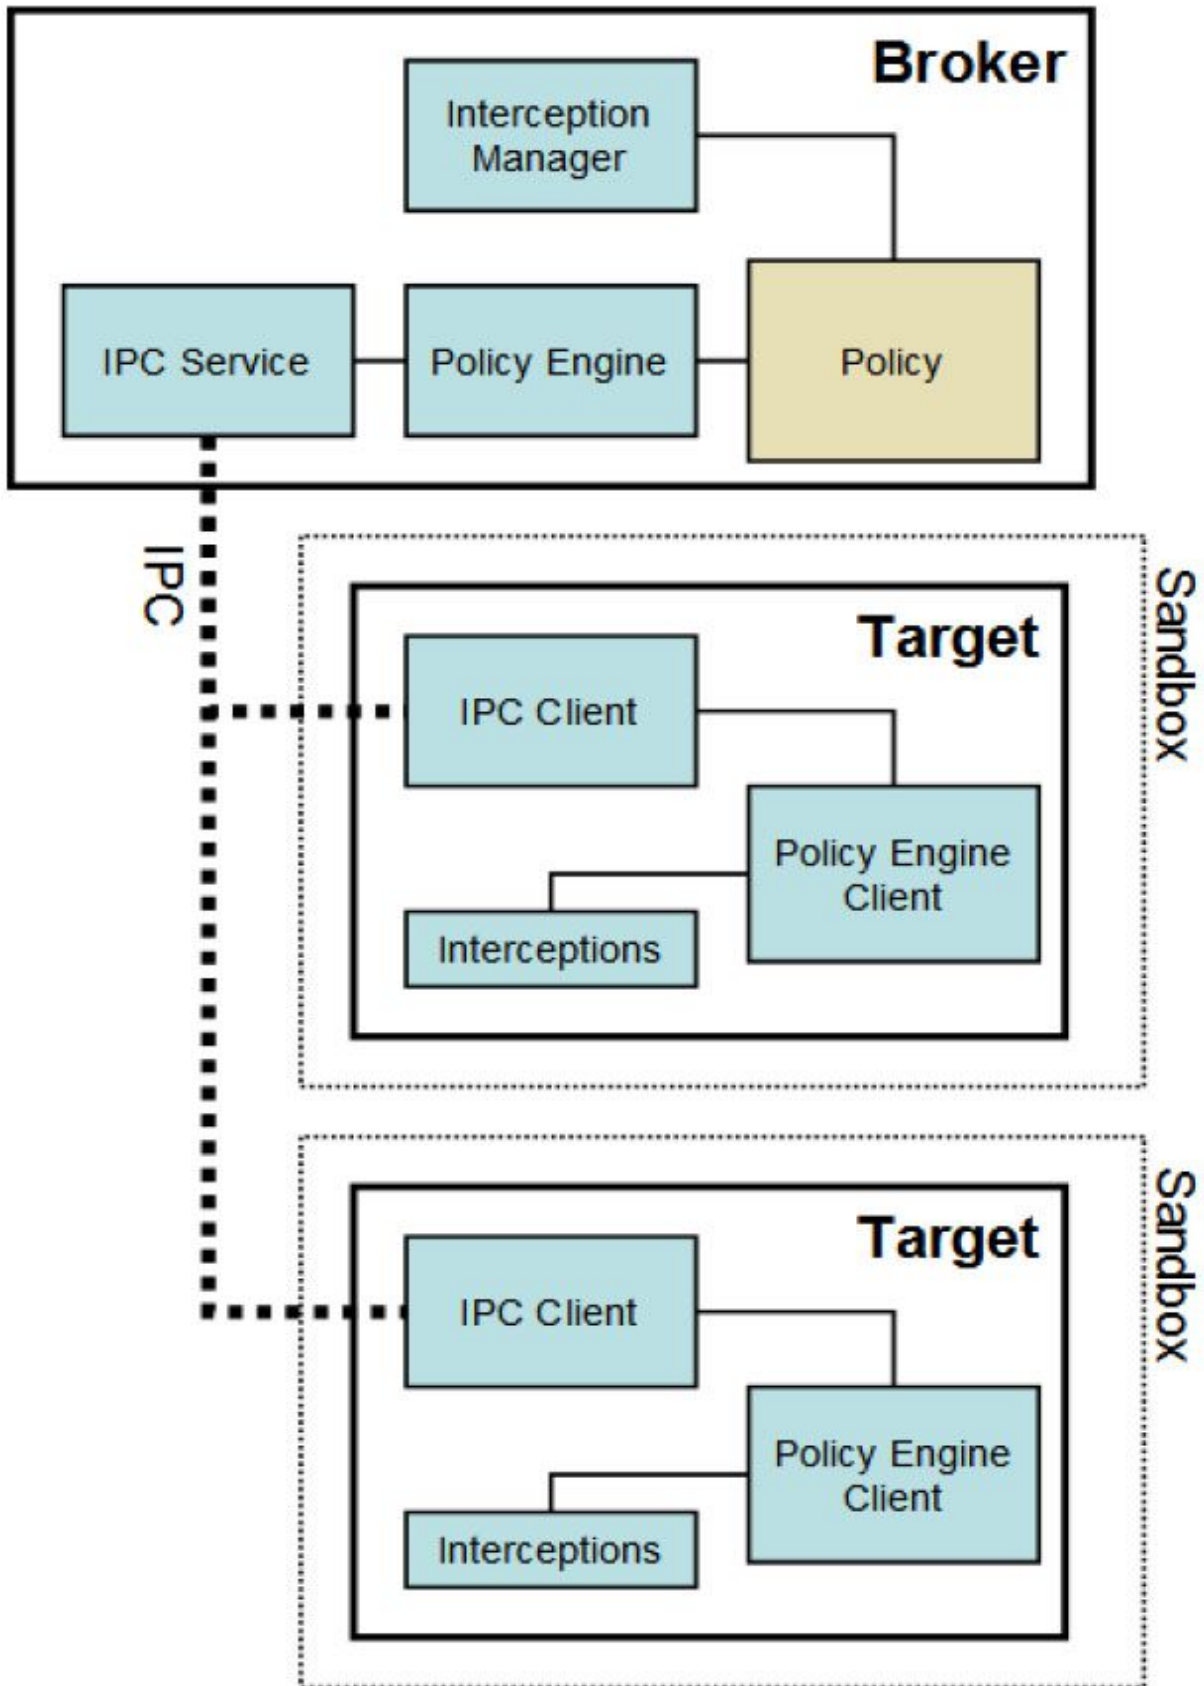 Broker
Interception
Manager
IPC Service
Policy Engine
Policy
IPC
Sandbox
Target
IPC Client
Policy Engine
Client
Interceptions
Sandbox
Target
IPC Client
Policy Engine
Client
Interceptions